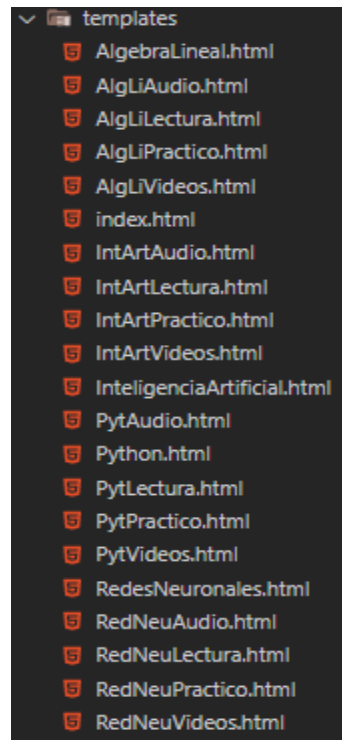 templates
AlgebraLineal.html
AlgLiAudio.html
AlgLiLectura.html
AlgLiPractico.html
AlgLiVideos.html
index.html
IntArtAudio.html
IntArtLectura.html
IntArtPractico.html
IntArtVideos.html
InteligenciaArtificial.html
PytAudio.html
Python.html
PytLectura.html
PytPractico.html
PytVideos.html
RedesNeuronales.html
RedNeuAudio.html
RedNeuLectura.html
RedNeuPractico.html
RedNeuVideos.html